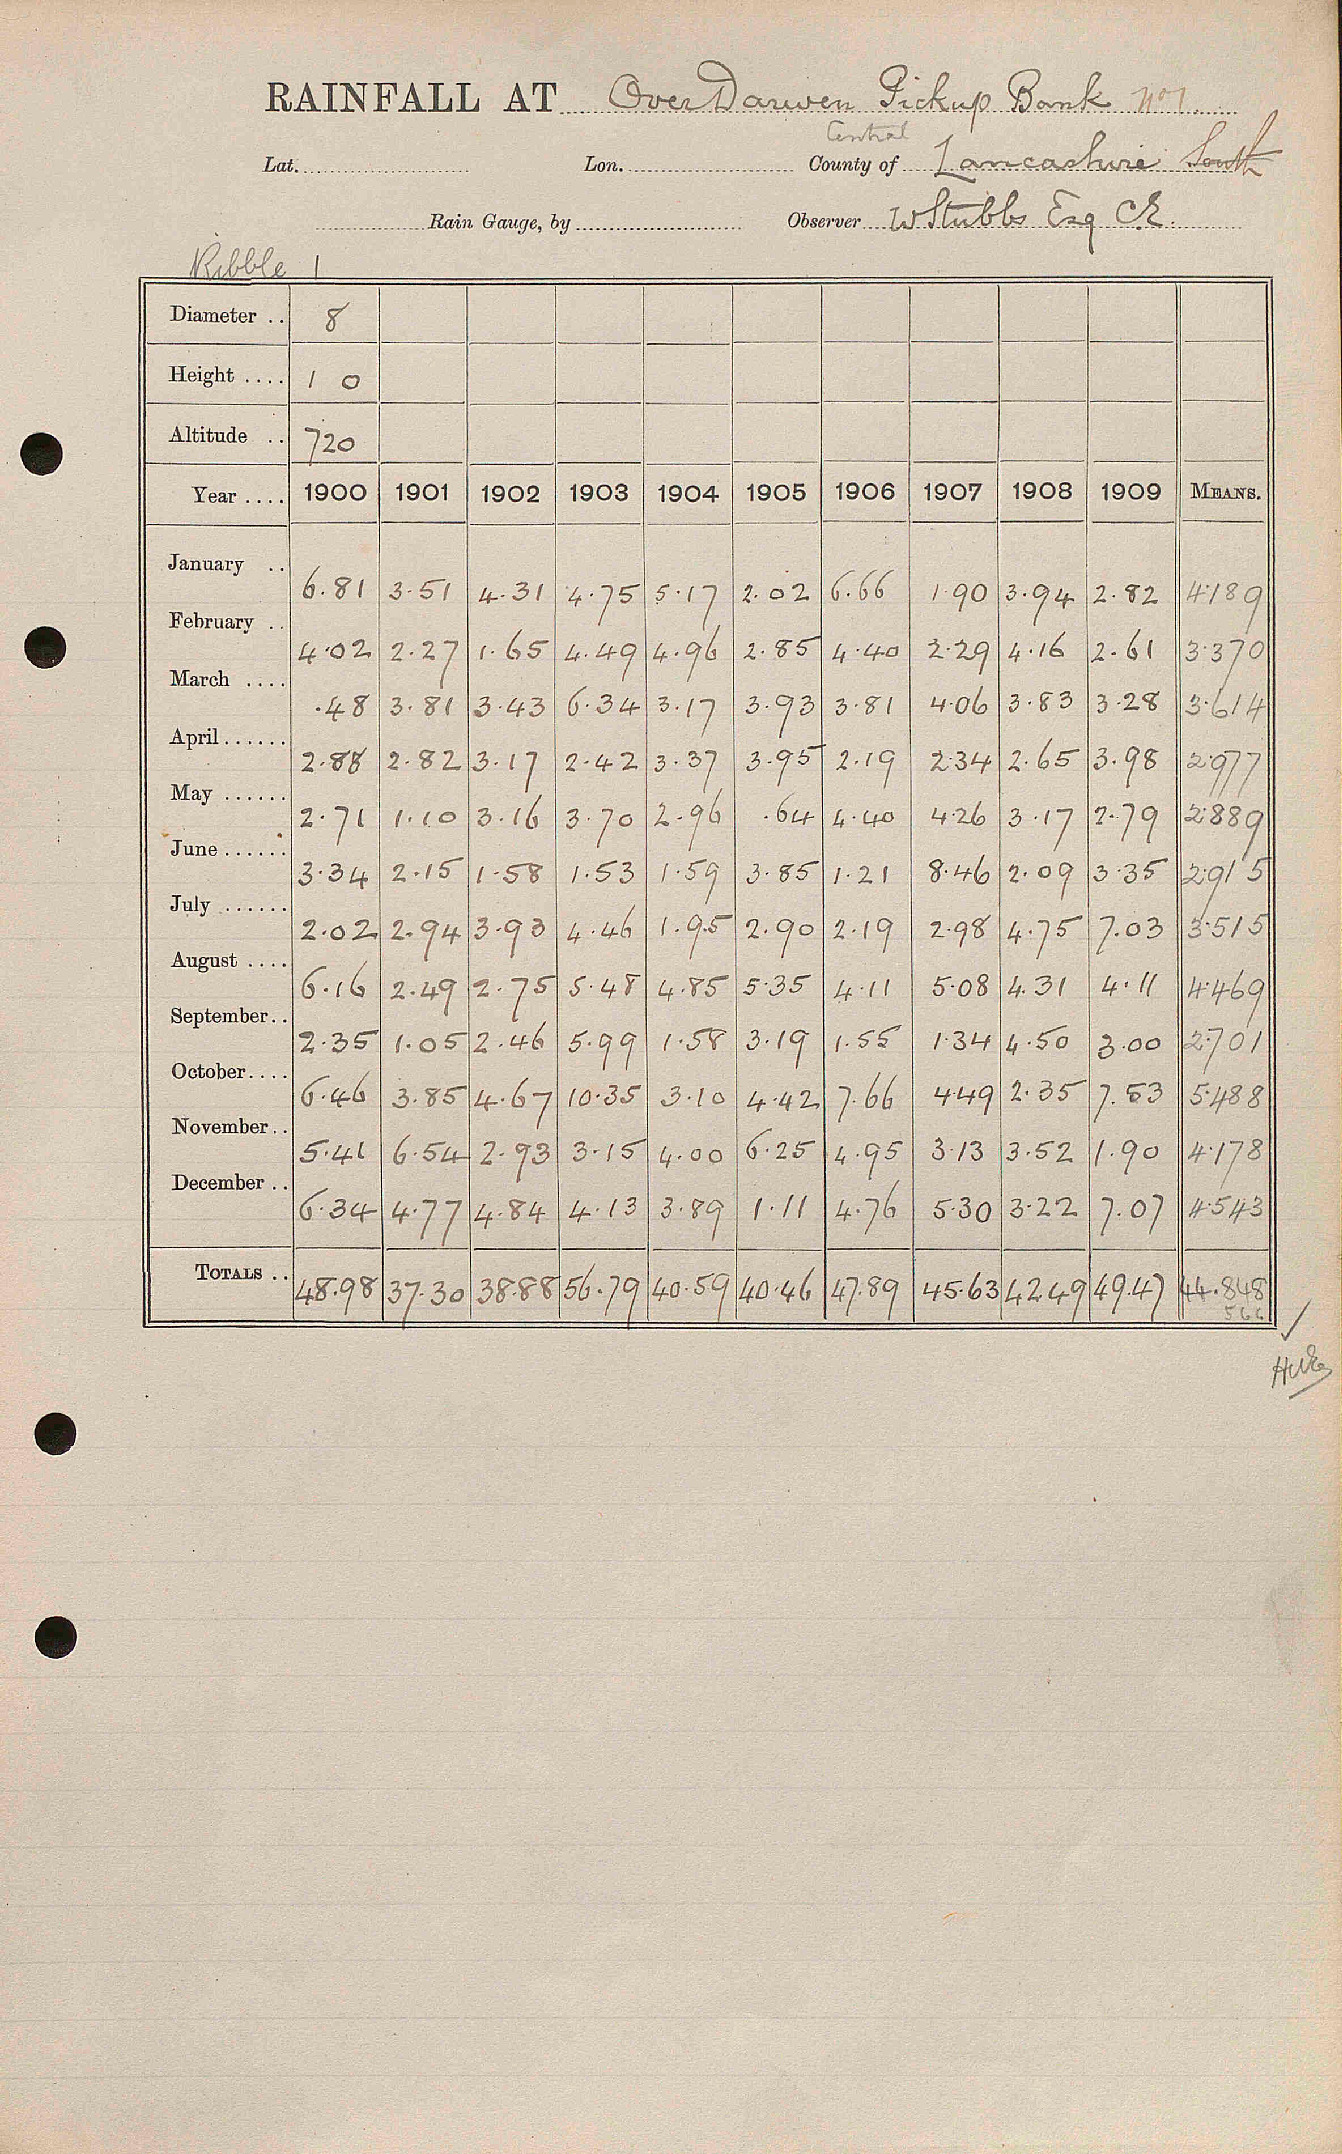 RAINFALL AT Over Darwen Pickup Bank No 1
Central
Lat. Lon. County of Lancashire South
Rain Gauge, by Observer W Stubbs Esq C.E.
Ribble 1
Diameter .. 8
Height .... 1 0
Altitude .. 720
Year .... 1900 1901 1902 1903 1904 1905 1906 1907 1908 1909 MEANS.
January .. 6.81 3.51 4.31 4.75 5.17 2.02 6.66 1.90 3.94 2.82 4.189
February .. 4.02 2.27 1.65 4.49 4.96 2.85 4.40 2.29 4.16 2.61 3.370
March .... .48 3.81 3.43 6.34 3.17 3.93 3.81 4.06 3.83 3.28 3.614
April...... 2.88 2.82 3.17 2.42 3.37 3.95 2.19 2.34 2.65 3.98 2.977
May ...... 2.71 1.10 3.16 3.70 2.96 .64 4.40 4.26 3.17 2.79 2.889
June ...... 3.34 2.15 1.58 1.53 1.59 3.85 1.21 8.46 2.09 3.35 2.915
July ...... 2.02 2.94 3.93 4.46 1.95 2.90 2.19 2.98 4.75 7.03 3.515
August .... 6.16 2.49 2.75 5.48 4.85 5.35 4.11 5.08 4.31 4.11 4.469
September.. 2.35 1.05 2.46 5.99 1.58 3.19 1.55 1.34 4.50 3.00 2.701
October.... 6.46 3.85 4.67 10.35 3.10 4.42 7.66 4.49 2.35 7.53 5.488
November.. 5.41 6.54 2.93 3.15 4.00 6.25 4.95 3.13 3.52 1.90 4.178
December .. 6.34 4.77 4.84 4.13 3.89 1.11 4.76 5.30 3.22 7.07 4.543
TOTALS .. 48.98 37.30 38.88 56.79 40.59 40.46 47.89 45.63 42.49 49.47 44.848
566